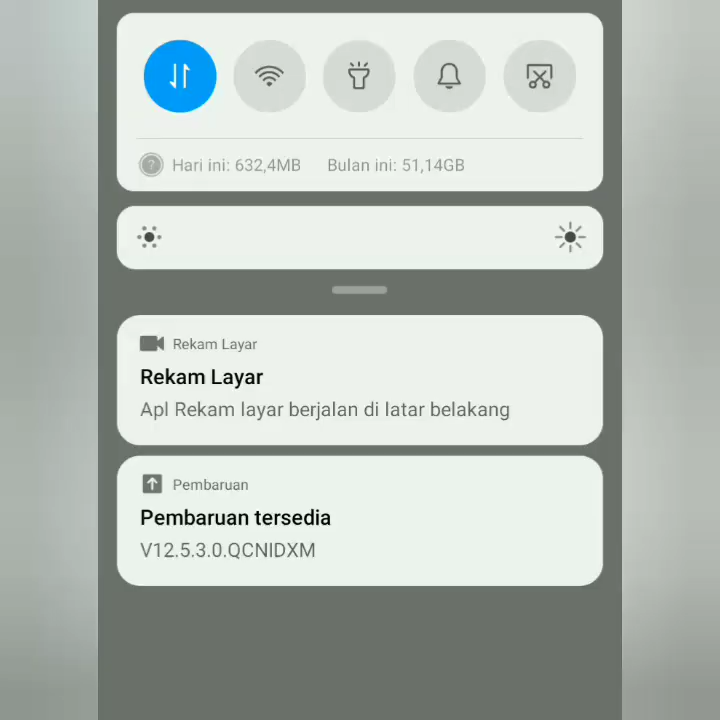 Hari ini: 632,4MB Bulan ini: 51,14GB
Rekam Layar
Rekam Layar
Apl Rekam layar berjalan di latar belakang
Pembaruan
Pembaruan tersedia
V12.5.3.0.QCNIDXM